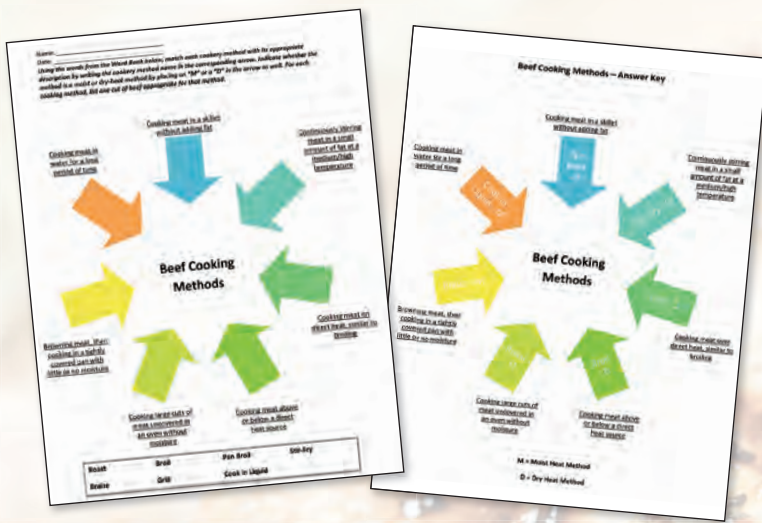 Name:
Date:
Using the words from the Word Bank below, match each cookery method with its appropriate
description by writing the cookery method name in the corresponding arrow. Indicate whether the
method is a moist or dry-heat method by placing an "M" or a "D" in the arrow as well. For each
cooking method, list one cut of beef appropriate for that method.
Cooking meat in a skillet
without adding fat
Continuously stirring
meat in a small
amount of fat at a
medium/high
temperature
Cooking meat in
water for a long
period of time
Beef Cooking
Methods
Cooking meat on
direct heat, similar to
broiling
Browning meat, then
cooking in a tightly
covered pan with
little or no moisture
Cooking large cuts of
meat uncovered in
an oven without
moisture
Cooking meat above
or below a direct
heat source
Roast Broil Pan Broil Stir-Fry
Braise Grill Cook in Liquid
Beef Cooking Methods – Answer Key
Cooking meat in a skillet
without adding fat
Cooking meat in
water for a long
period of time
Continuously stirring
meat in a small
amount of fat at a
medium/high
temperature
Beef Cooking
Methods
Cooking meat over
direct heat, similar to
broiling
Browning meat, then
cooking in a tightly
covered pan with
little or no moisture
Cooking large cuts of
meat uncovered in
an oven without
moisture
Cooking meat above
or below a direct
heat source
M = Moist Heat Method
D = Dry Heat Method